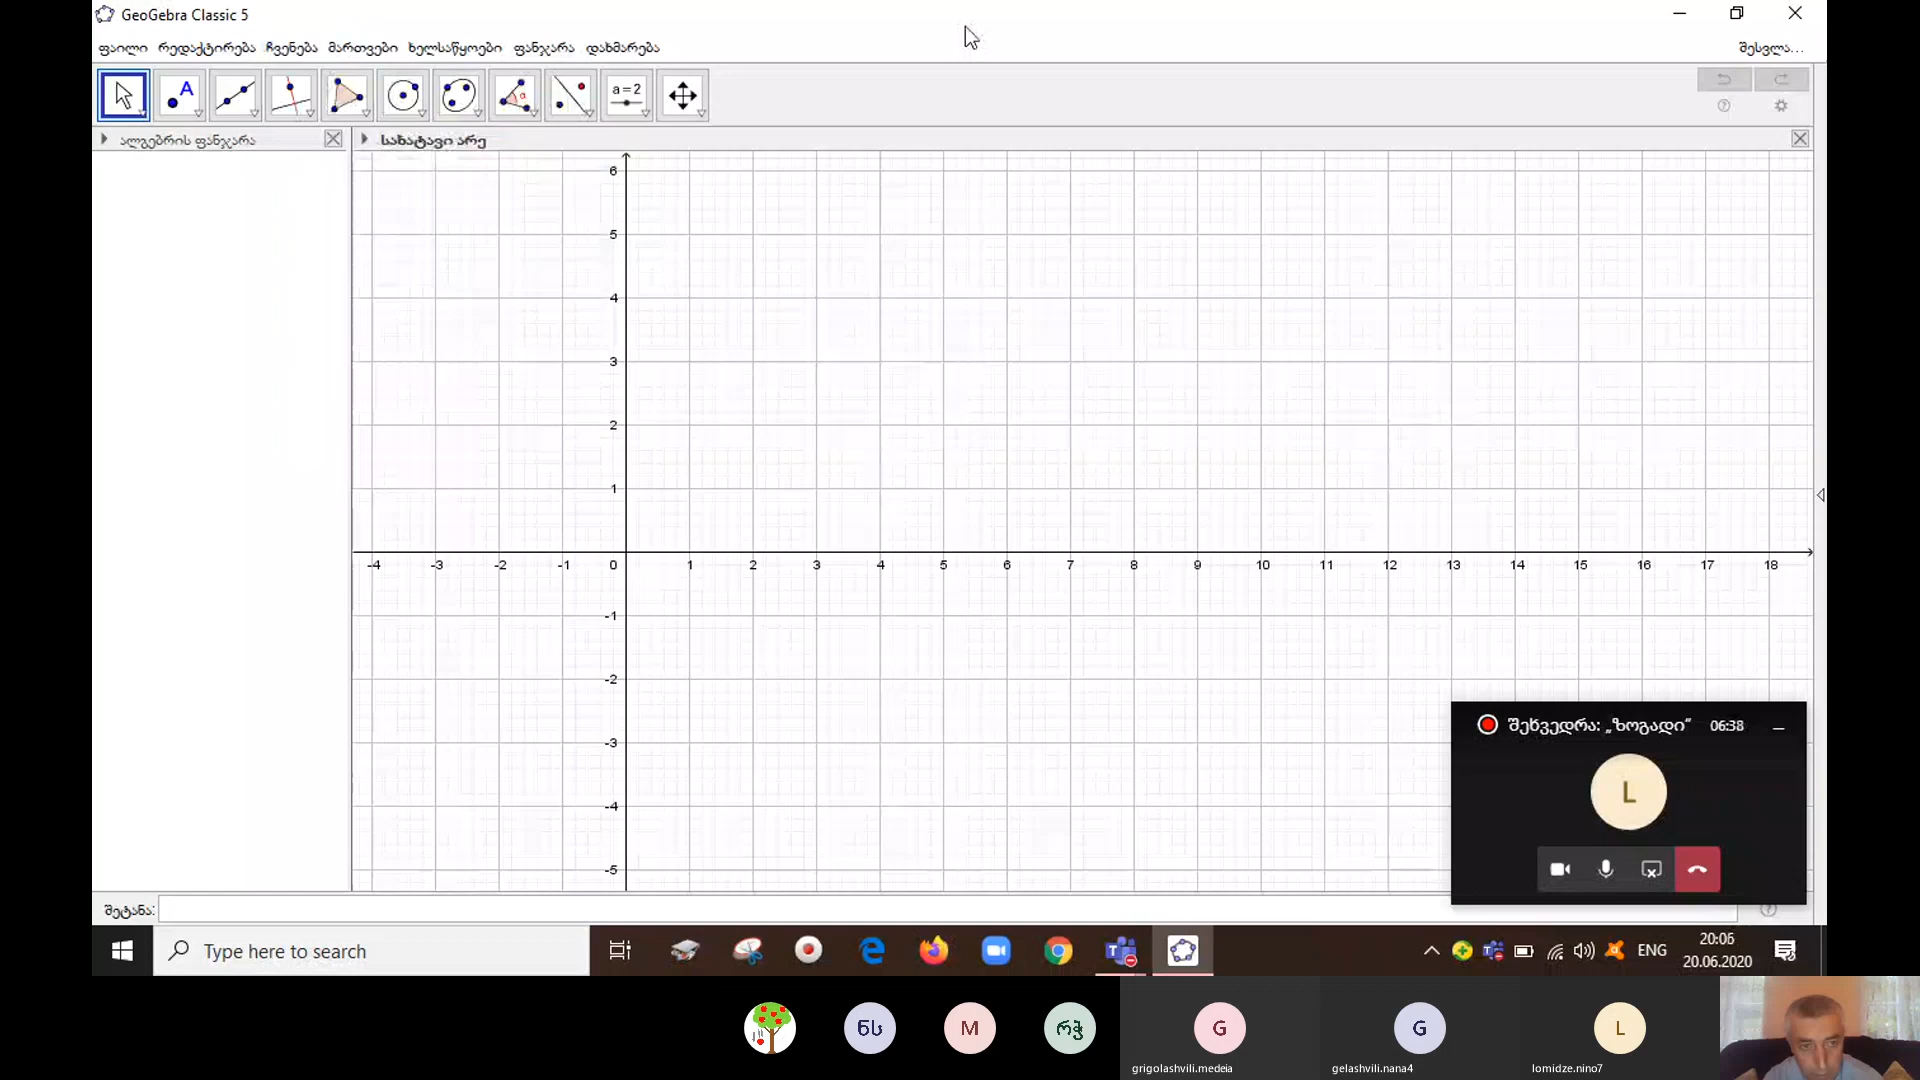 GeoGebra Classic 5
ფაილი რედაქტირება ჩვენება მართვები ხელსაწყოები ფანჯარა დახმარება
შესვლა...
A
α
a = 2
ალგებრის ფანჯარა
სახატავი არე
6
5
4
3
2
1
-4 -3 -2 -1 0 1 2 3 4 5 6 7 8 9 10 11 12 13 14 15 16 17 18
-1
-2
-3
-4
-5
შეხვედრა: „ზოგადი“ 06:38
L
შეტანა:
Type here to search
ENG
20:06
20.06.2020
ნს
M
რჭ
G
G
L
grigolashvili.medeia
gelashvili.nana4
lomidze.nino7